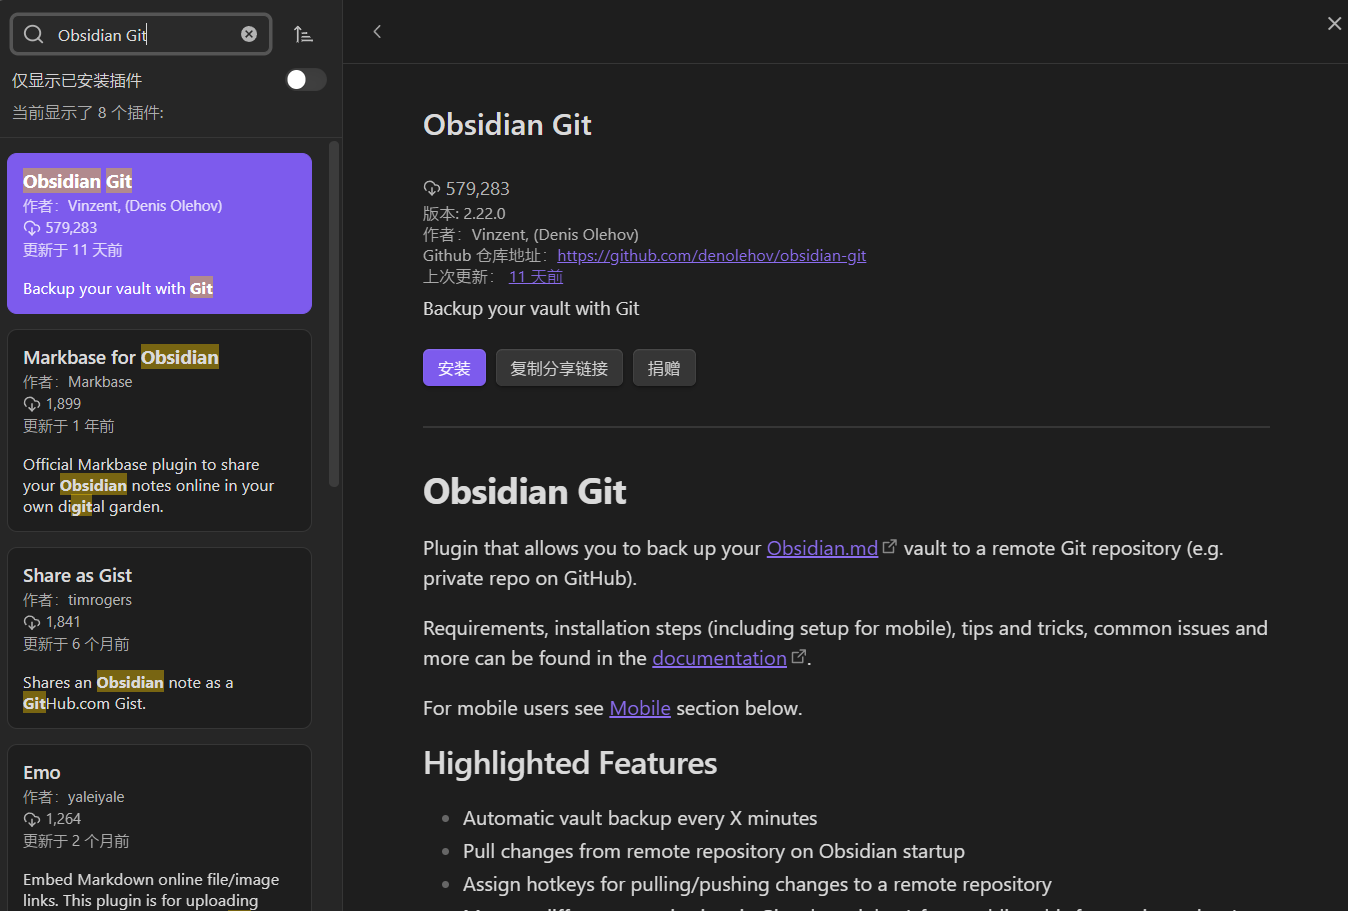 Obsidian Git
仅显示已安装插件
当前显示了 8 个插件:
Obsidian Git
作者：Vinzent, (Denis Olehov)
579,283
更新于 11 天前
Backup your vault with Git
Markbase for Obsidian
作者：Markbase
1,899
更新于 1 年前
Official Markbase plugin to share
your Obsidian notes online in your
own digital garden.
Share as Gist
作者：timrogers
1,841
更新于 6 个月前
Shares an Obsidian note as a
GitHub.com Gist.
Emo
作者：yaleiyale
1,264
更新于 2 个月前
Embed Markdown online file/image
links. This plugin is for uploading
Obsidian Git
579,283
版本: 2.22.0
作者：Vinzent, (Denis Olehov)
Github 仓库地址：https://github.com/denolehov/obsidian-git
上次更新： 11 天前
Backup your vault with Git
安装 复制分享链接 捐赠
Obsidian Git
Plugin that allows you to back up your Obsidian.md vault to a remote Git repository (e.g.
private repo on GitHub).
Requirements, installation steps (including setup for mobile), tips and tricks, common issues and
more can be found in the documentation.
For mobile users see Mobile section below.
Highlighted Features
Automatic vault backup every X minutes
Pull changes from remote repository on Obsidian startup
Assign hotkeys for pulling/pushing changes to a remote repository